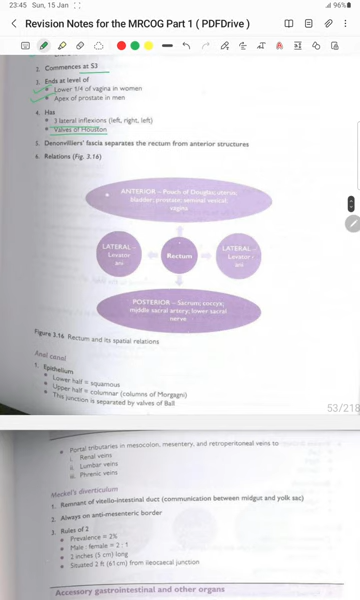 23:45 Sun, 15 Jan
96%
Revision Notes for the MRCOG Part 1 ( PDFDrive )
2. Commences at S3
3. Ends at level of
Lower 1/4 of vagina in women
Apex of prostate in men
4. Has
3 lateral inflexions (left, right, left)
Valves of Houston
5. Denonvilliers' fascia separates the rectum from anterior structures
6. Relations (Fig. 3.16)
ANTERIOR – Pouch of Douglas; uterus;
bladder; prostate; seminal vesical;
vagina
LATERAL –
Levator
ani
Rectum
LATERAL –
Levator
ani
POSTERIOR – Sacrum; coccyx;
middle sacral artery; lower sacral
nerve
Figure 3.16 Rectum and its spatial relations
Anal canal
1. Epithelium
Lower half = squamous
Upper half = columnar (columns of Morgagni)
This junction is separated by valves of Ball
53/218
Portal tributaries in mesocolon, mesentery, and retroperitoneal veins to
i. Renal veins
ii. Lumbar veins
iii. Phrenic veins
Meckel's diverticulum
1. Remnant of vitello-intestinal duct (communication between midgut and yolk sac)
2. Always on anti-mesenteric border
3. Rules of 2
Prevalence = 2%
Male : female = 2 : 1
2 inches (5 cm) long
Situated 2 ft (61 cm) from ileocaecal junction
Accessory gastrointestinal and other organs